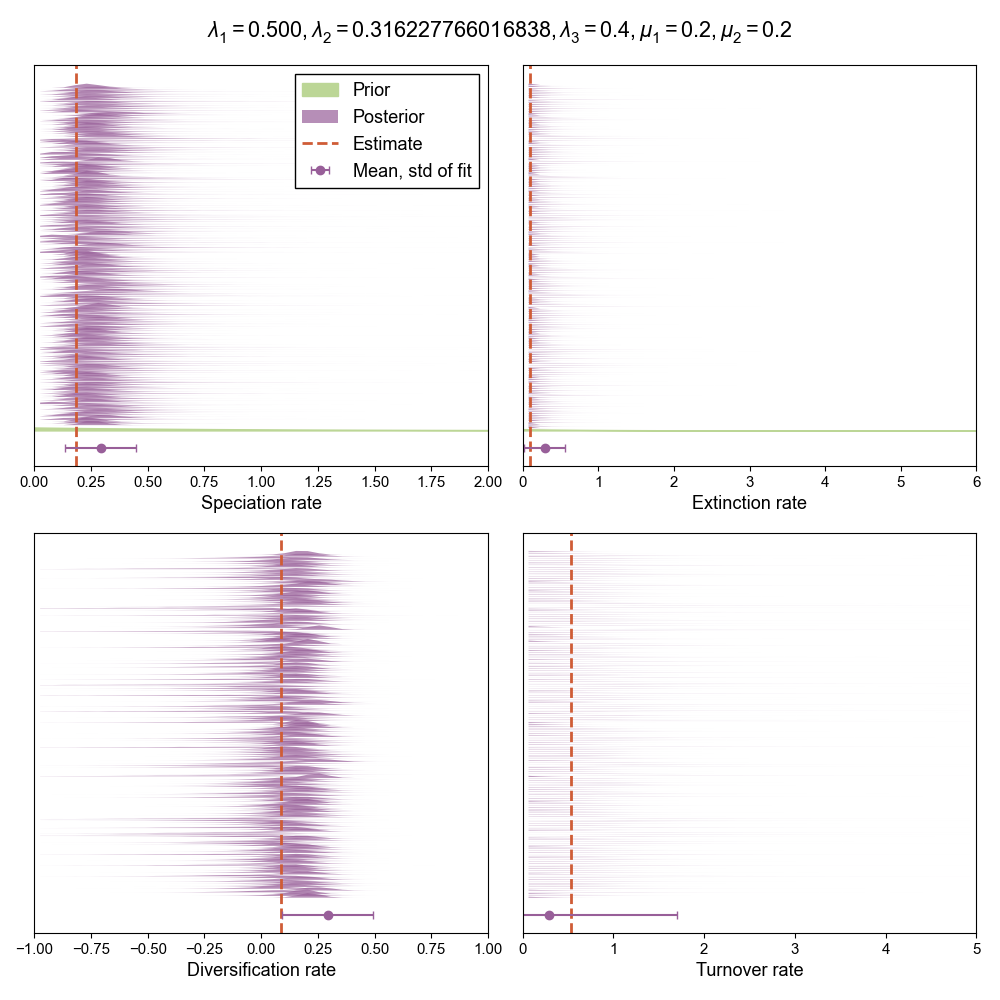 λ₁ = 0.500, λ₂ = 0.316227766016838, λ₃ = 0.4, μ₁ = 0.2, μ₂ = 0.2
Prior
Posterior
Estimate
Mean, std of fit
0.00 0.25 0.50 0.75 1.00 1.25 1.50 1.75 2.00
Speciation rate
0 1 2 3 4 5 6
Extinction rate
−1.00 −0.75 −0.50 −0.25 0.00 0.25 0.50 0.75 1.00
Diversification rate
0 1 2 3 4 5
Turnover rate